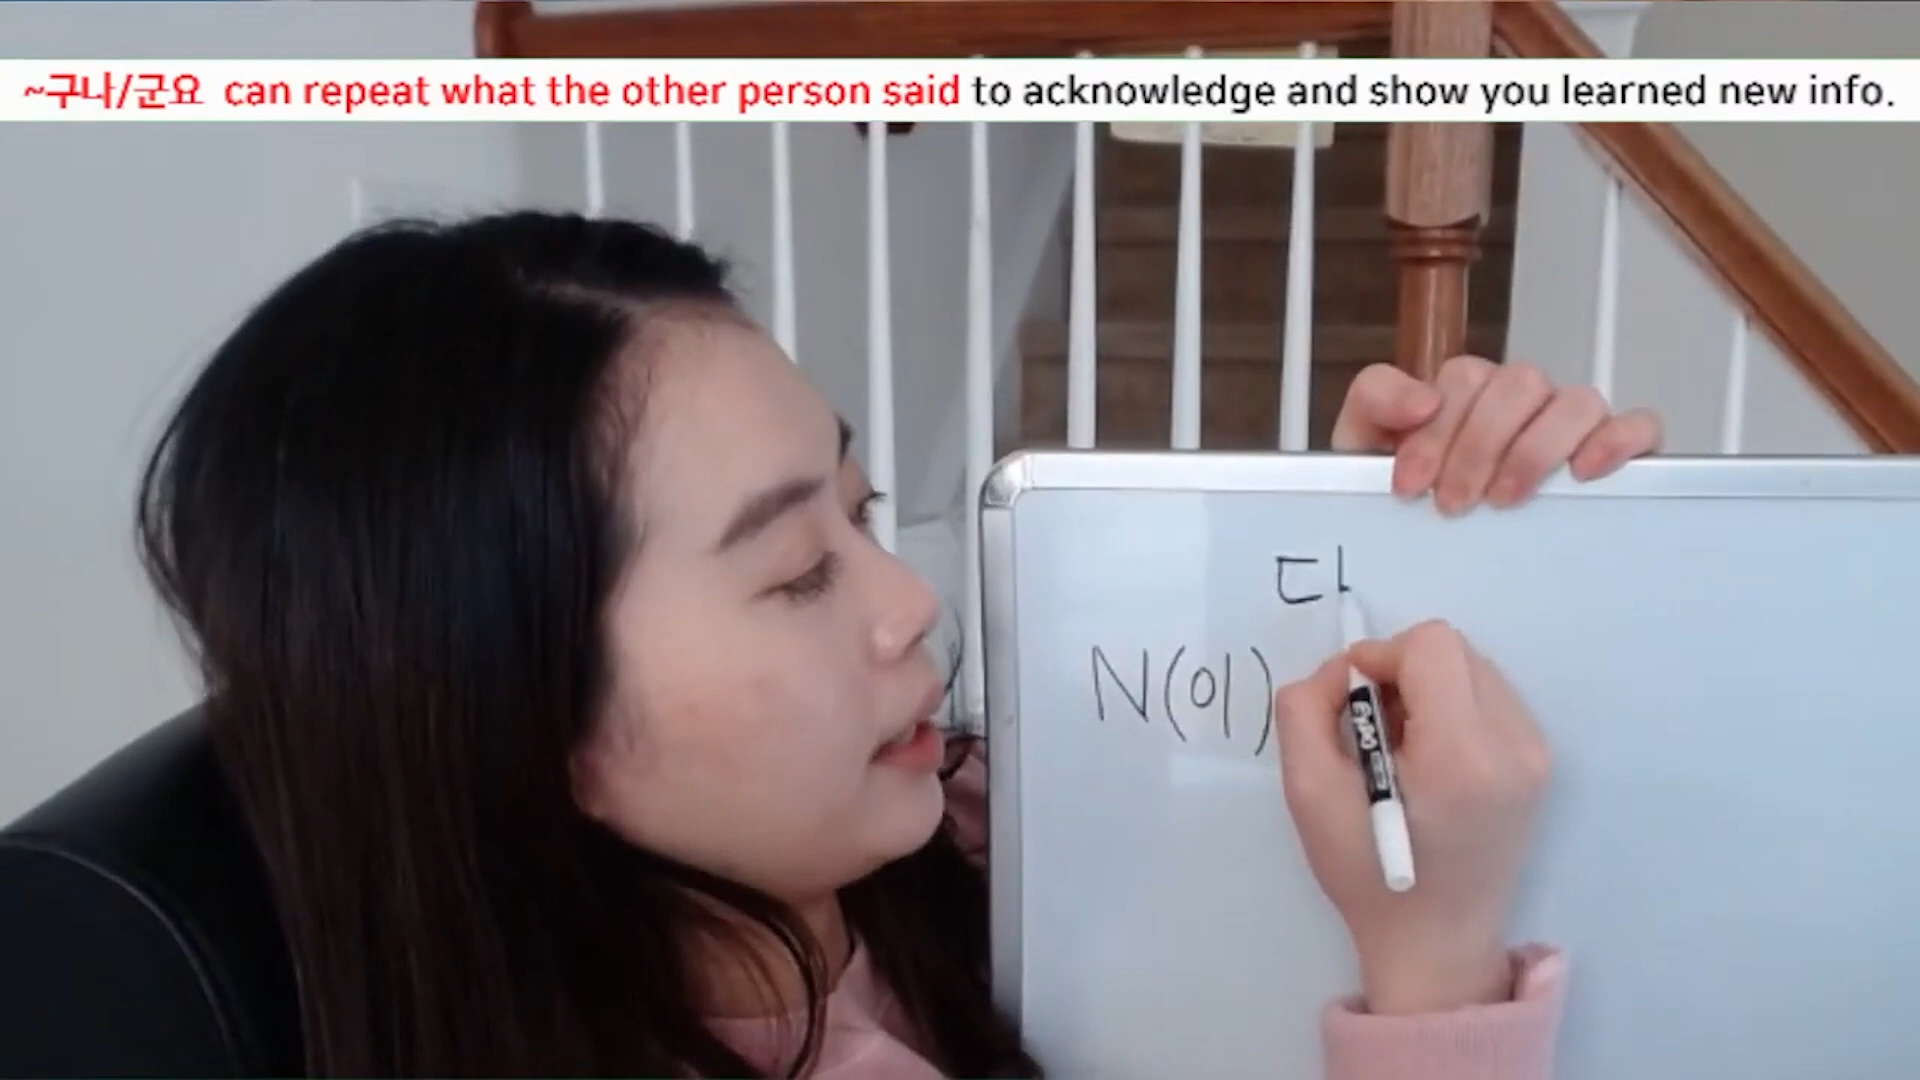 ~구나/군요 can repeat what the other person said to acknowledge and show you learned new info.
다
N(이)
EXPO